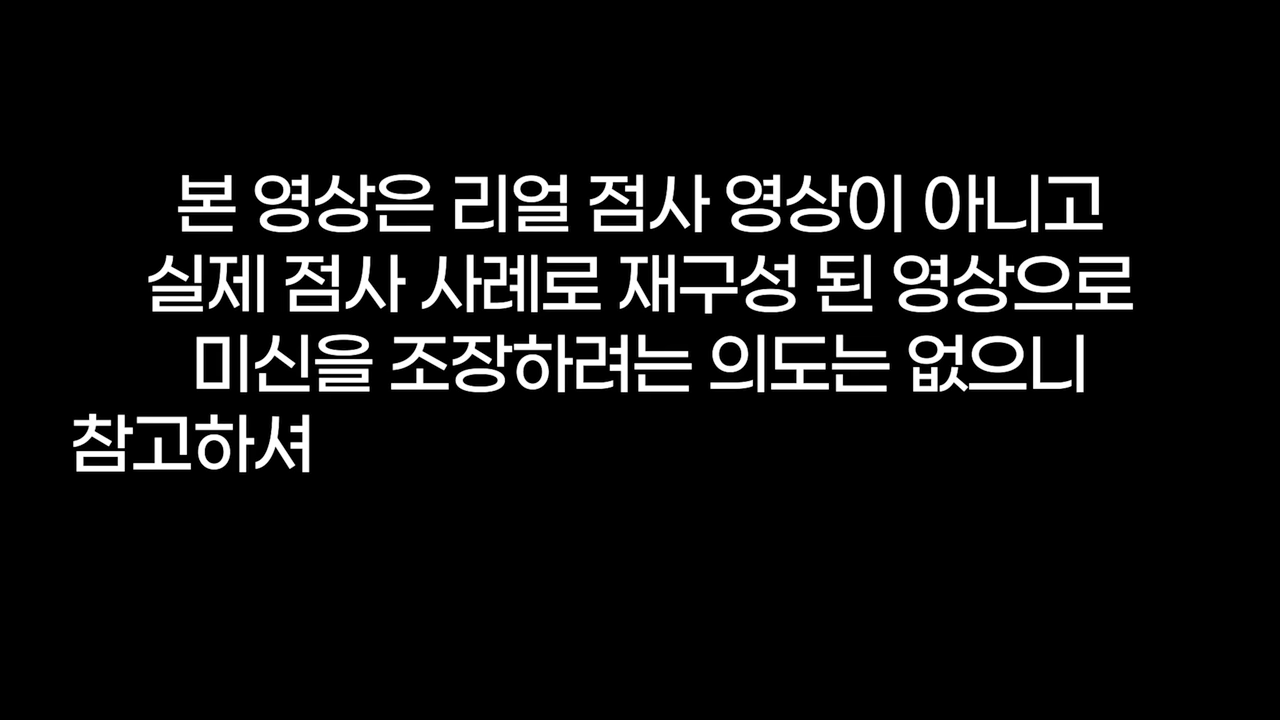 본 영상은 리얼 점사 영상이 아니고
실제 점사 사례로 재구성 된 영상으로
미신을 조장하려는 의도는 없으니
참고하셔